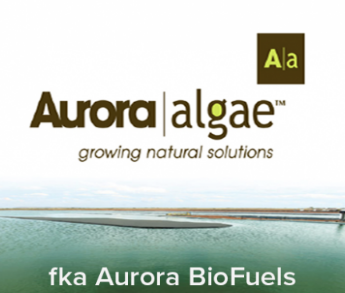 A|a
Aurora|algae™
growing natural solutions
fka Aurora BioFuels